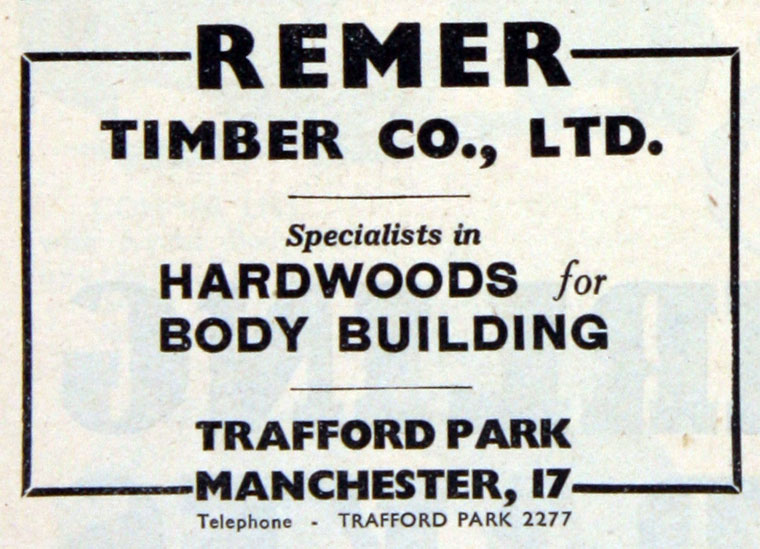 REMER
TIMBER CO., LTD.
Specialists in
HARDWOODS for
BODY BUILDING
TRAFFORD PARK
MANCHESTER, 17
Telephone - TRAFFORD PARK 2277